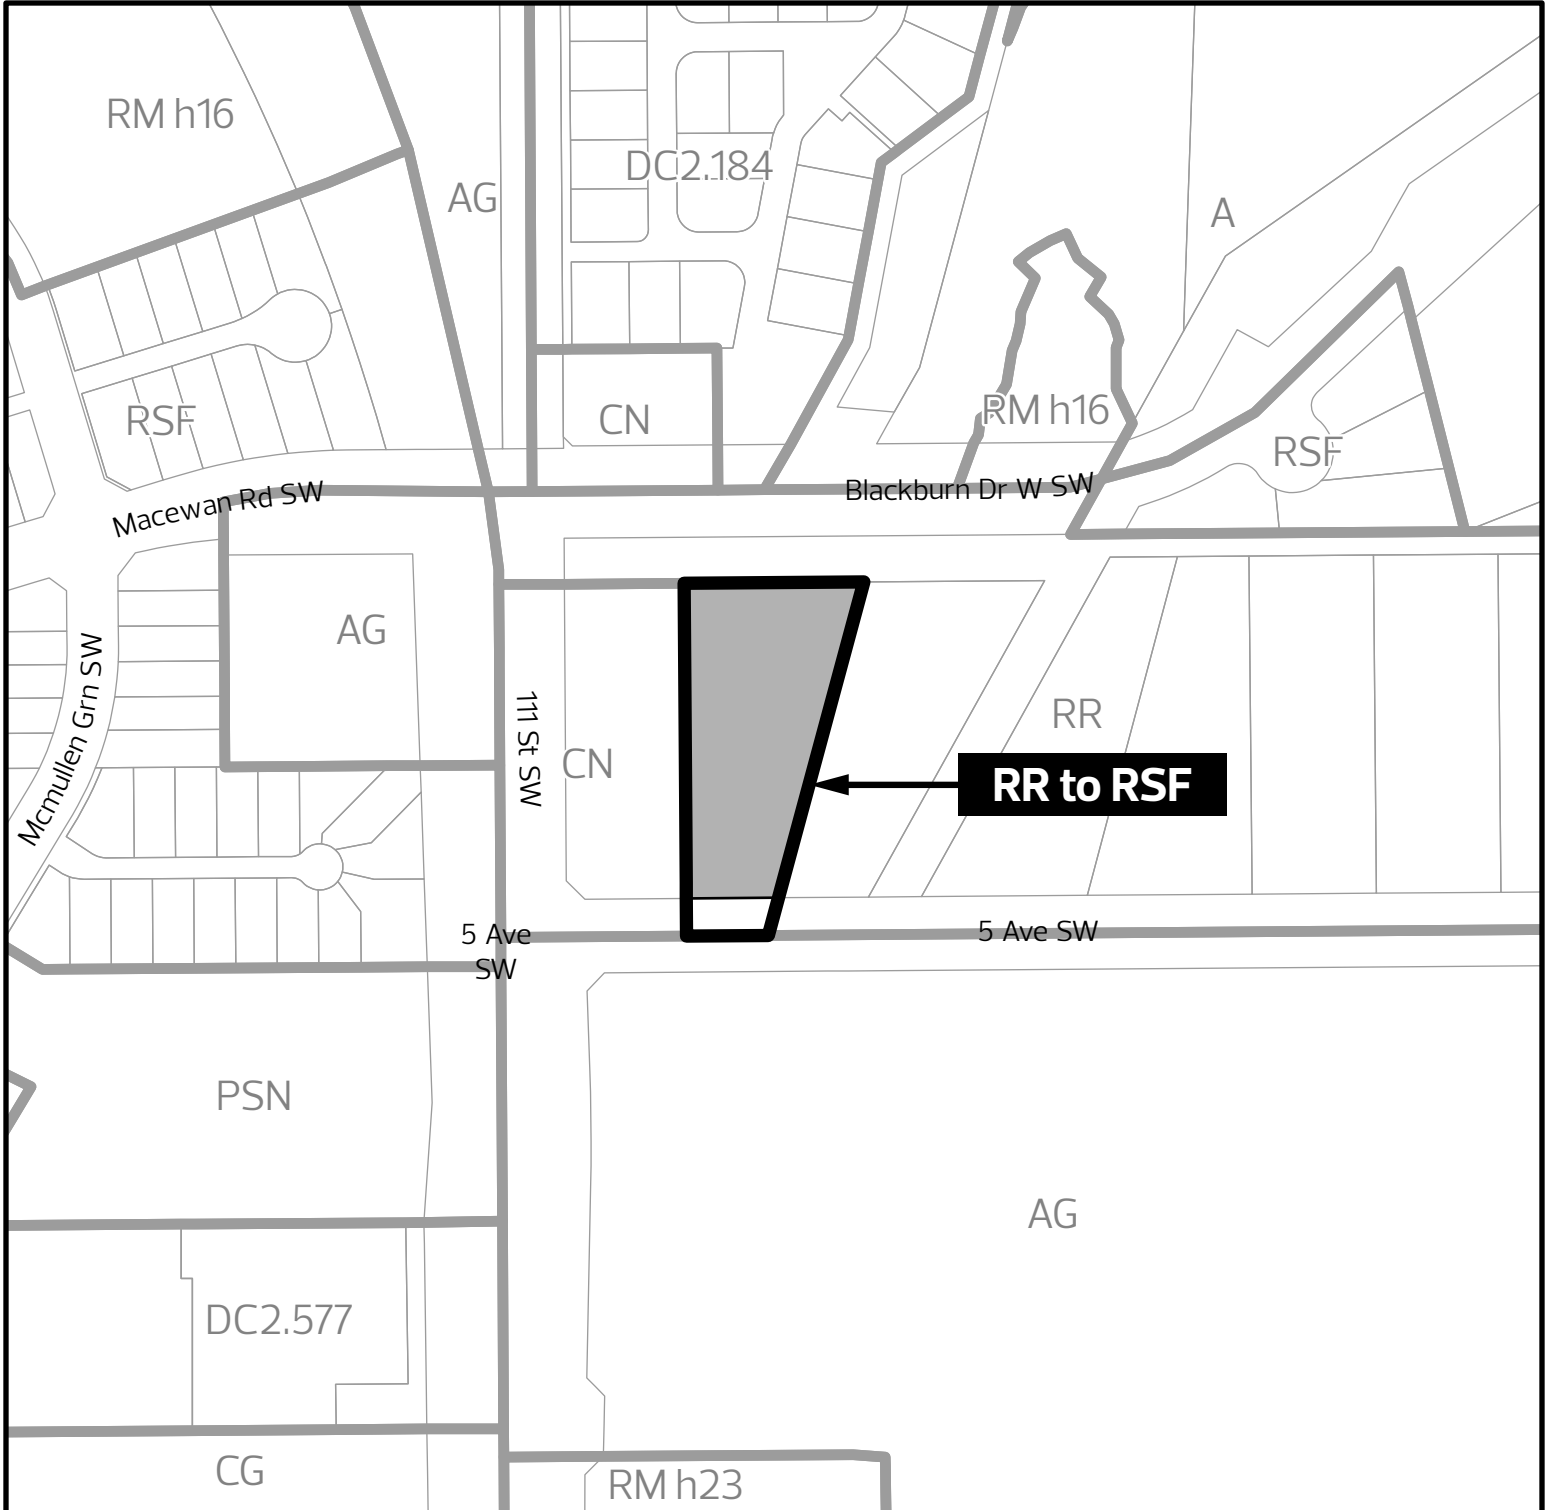 RM h16
DC2.184
AG
A
RM h16
CN
RSF
RSF
Blackburn Dr W SW
Macewan Rd SW
AG
Mcmullen Grn SW
111 St SW
CN
RR
RR to RSF
5 Ave
SW
5 Ave SW
PSN
AG
DC2.577
CG
RM h23